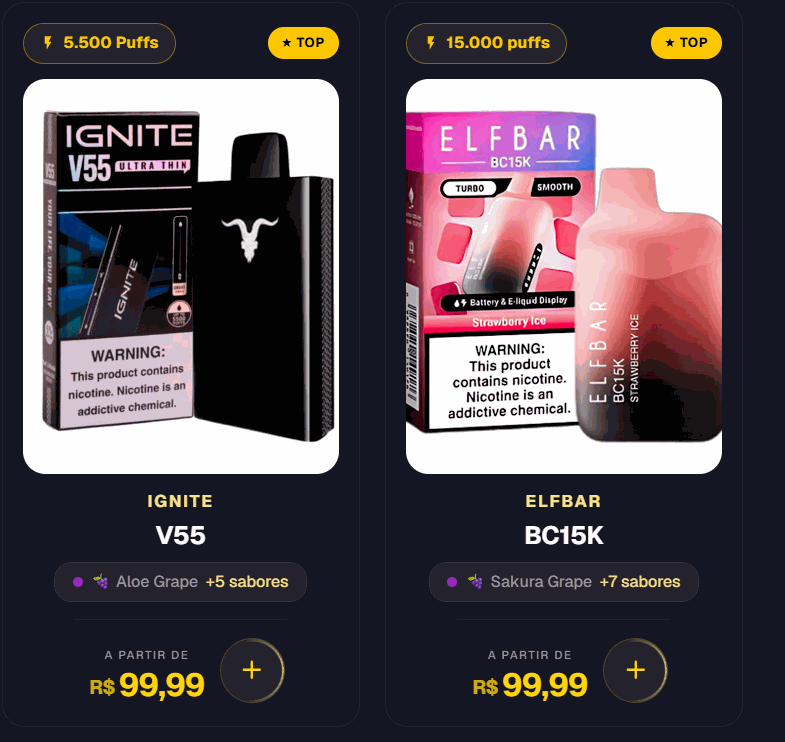 5.500 Puffs
★ TOP
IGNITE
V55 ULTRA THIN
V55
YOUR LIFE. YOUR WAY
IGNITE
WARNING:
This product contains
nicotine. Nicotine is an
addictive chemical.
IGNITE
V55
Aloe Grape +5 sabores
A PARTIR DE
R$ 99,99
+
15.000 puffs
★ TOP
ELFBAR
BC15K
TURBO SMOOTH
Battery & E-liquid Display
Strawberry Ice
WARNING:
This product
contains nicotine.
Nicotine is an
addictive chemical.
ELFBAR
BC15K
STRAWBERRY ICE
ELFBAR
BC15K
Sakura Grape +7 sabores
A PARTIR DE
R$ 99,99
+